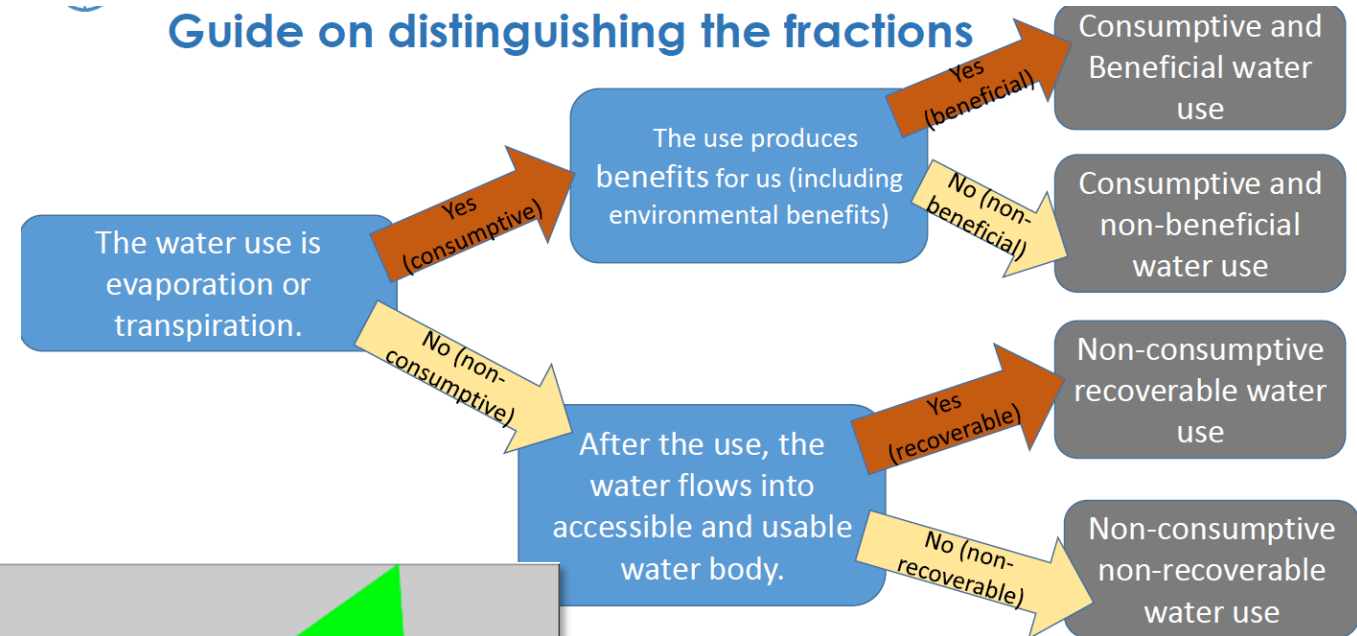 Guide on distinguishing the fractions
The water use is
evaporation or
transpiration.
Yes
(consumptive)
No (non-
consumptive)
The use produces
benefits for us (including
environmental benefits)
Yes
(beneficial)
No (non-
beneficial)
Consumptive and
Beneficial water
use
Consumptive and
non-beneficial
water use
After the use, the
water flows into
accessible and usable
water body.
Yes
(recoverable)
No (non-
recoverable)
Non-consumptive
recoverable water
use
Non-consumptive
non-recoverable
water use